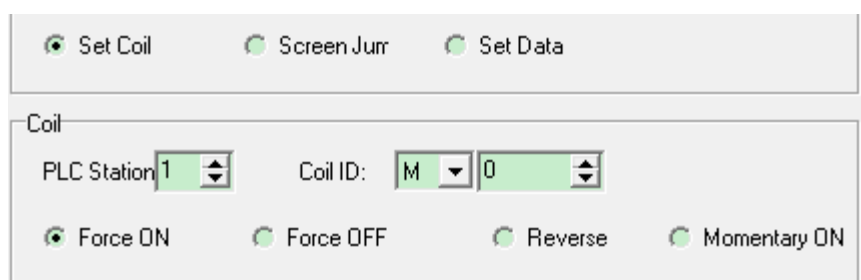 Set Coil Screen Jum Set Data
Coil
PLC Station 1 Coil ID: M 0
Force ON Force OFF Reverse Momentary ON